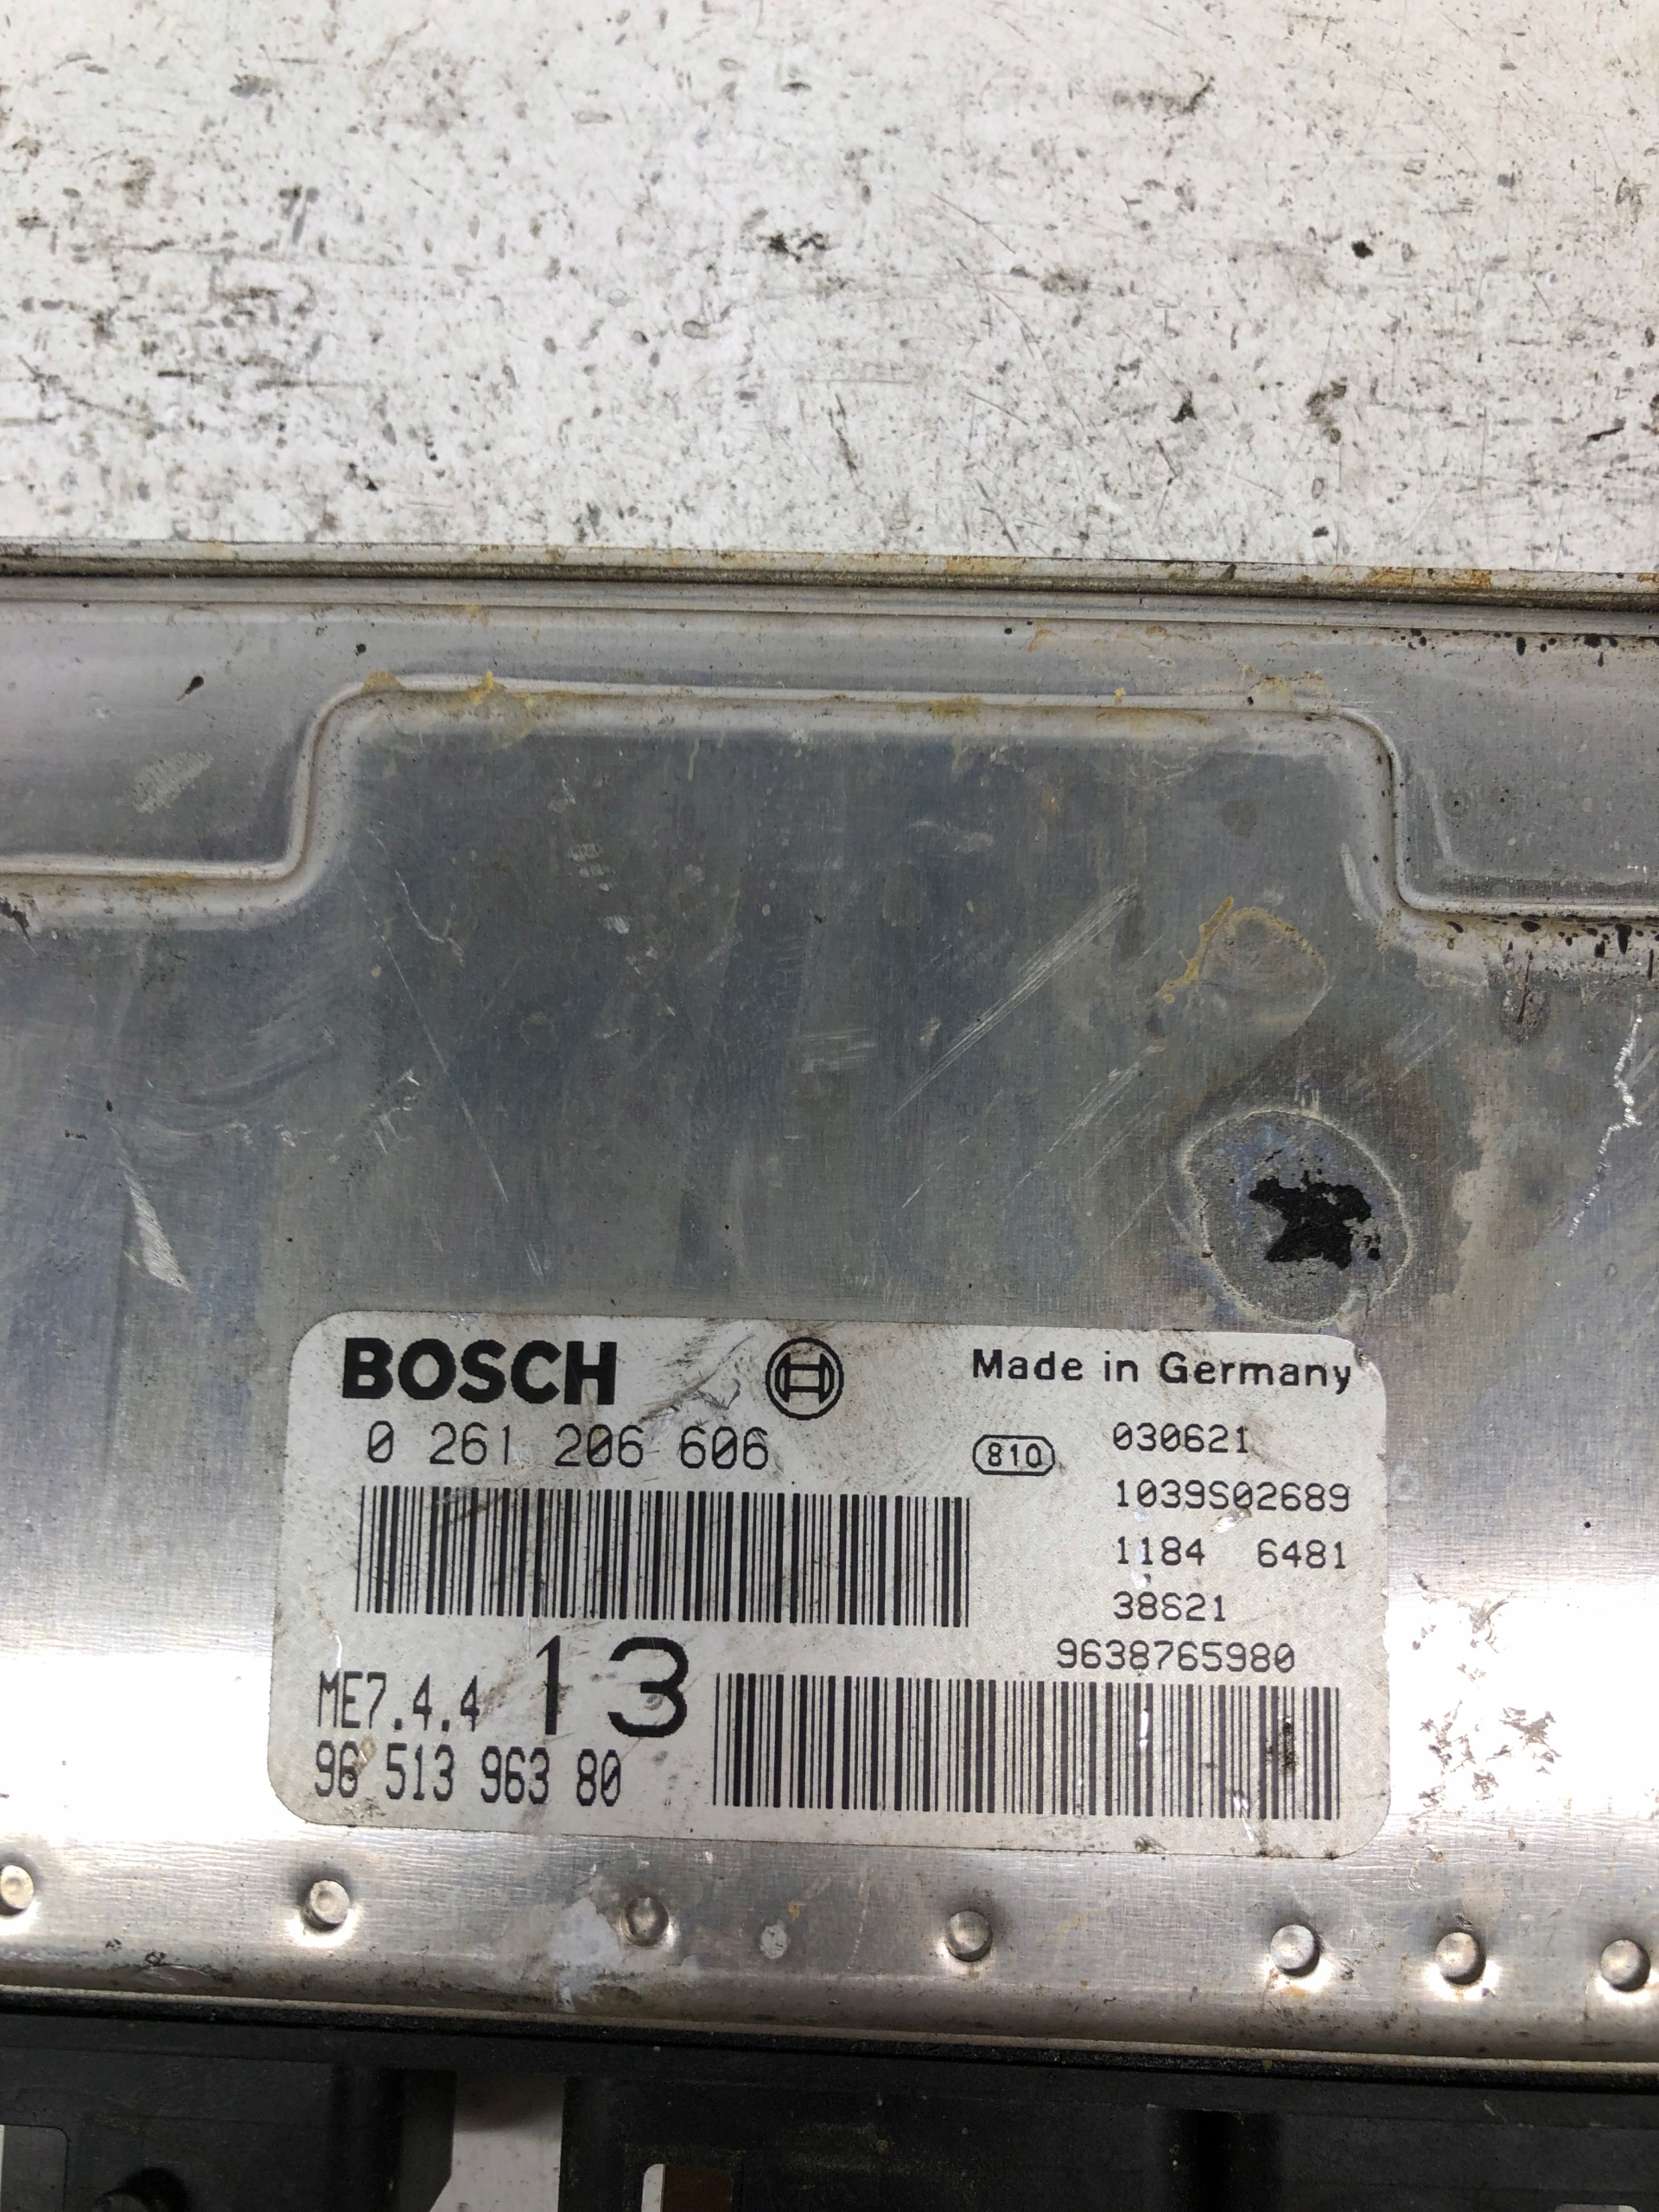 BOSCH
Made in Germany
0 261 206 606
810
030621
1039S02689
1184 6481
38S21
9638765980
ME7.4.4
13
96 513 963 80